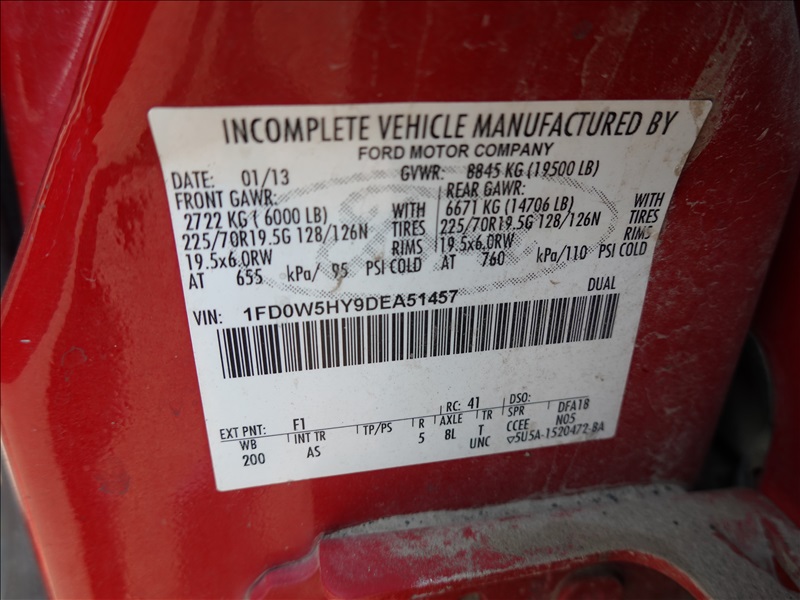 INCOMPLETE VEHICLE MANUFACTURED BY
FORD MOTOR COMPANY
DATE: 01/13 GVWR: 8845 KG (19500 LB)
FRONT GAWR: REAR GAWR:
2722 KG ( 6000 LB) WITH 6671 KG (14706 LB) WITH
225/70R19.5G 128/126N TIRES 225/70R19.5G 128/126N TIRES
19.5x6.0RW RIMS 19.5x6.0RW RIMS
AT 655 kPa/ 95 PSI COLD AT 760 kPa/110 PSI COLD
VIN: 1FD0W5HY9DEA51457 DUAL
EXT PNT: F1 RC: 41 DSO:
WB INT TR TP/PS R AXLE TR SPR DFA18
200 AS 5 8L T CCEE N05
UNC ▽5U5A-1520472-BA